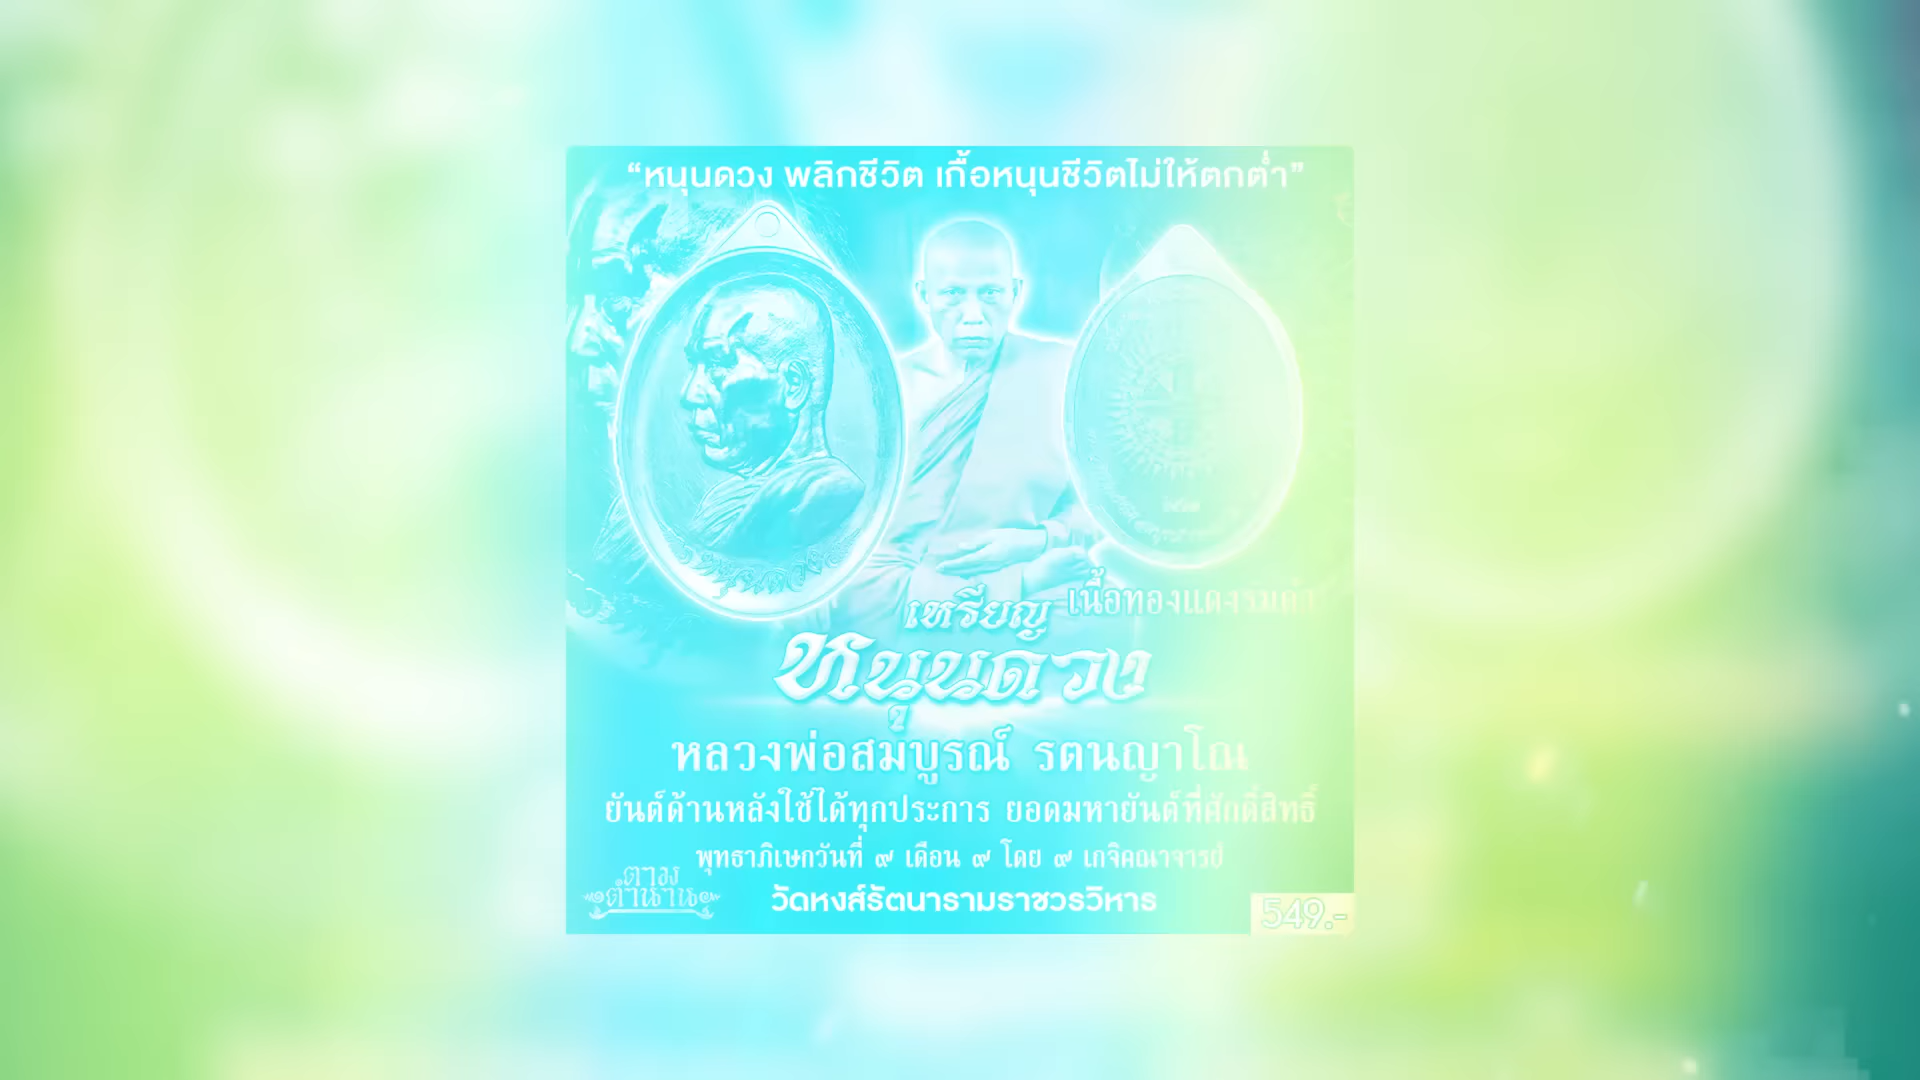 “หนุนดวง พลิกชีวิต เกื้อหนุนชีวิตไม่ให้ตกต่ำ”
เหรียญ เนื้อทองแดงรมดำ
หนุนดวง
หลวงพ่อสมบูรณ์ รตนญาโณ
ยันต์ด้านหลังใช้ได้ทุกประการ ยอดมหายันต์ที่ศักดิ์สิทธิ์
พุทธาภิเษกวันที่ ๙ เดือน ๙ โดย ๙ เกจิคณาจารย์
วัดหงส์รัตนารามราชวรวิหาร
ตาม
ตำนาน
549.-